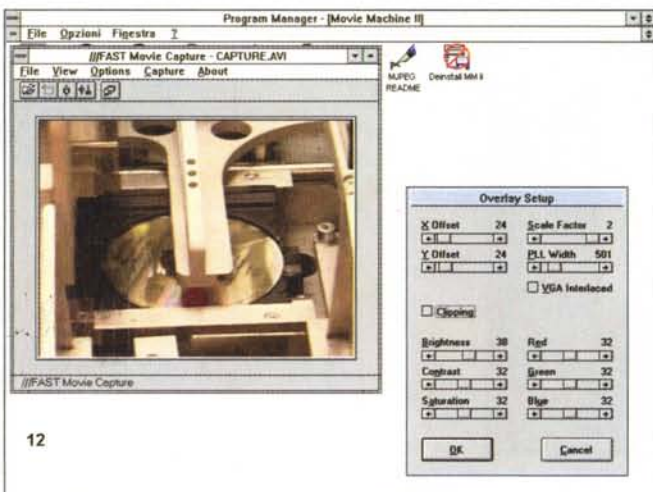 Program Manager - [Movie Machine II]
File Opzioni Figestra ?
///FAST Movie Capture - CAPTURE.AVI
File View Options Capture About
MJPEG README
Deinstall MM II
Overlay Setup
X Offset 24 Scale Factor 2
Y Offset 24 PLL Width 501
VGA Interlaced
Clipping
Brightness 38 Red 32
Contrast 32 Green 32
Saturation 32 Blue 32
OK Cancel
///FAST Movie Capture
12